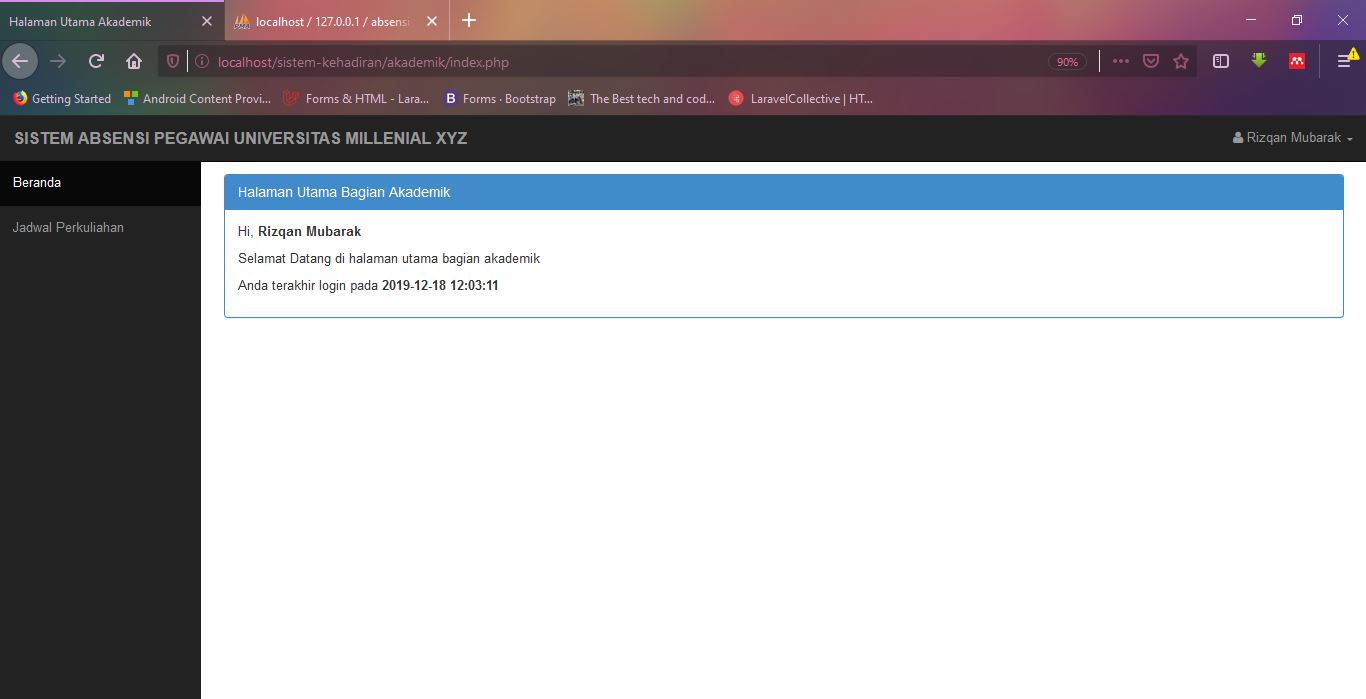 Halaman Utama Akademik
localhost / 127.0.0.1 / absensi
localhost/sistem-kehadiran/akademik/index.php
90%
Getting Started
Android Content Provi...
Forms & HTML - Lara...
B Forms · Bootstrap
The Best tech and cod...
LaravelCollective | HT...
SISTEM ABSENSI PEGAWAI UNIVERSITAS MILLENIAL XYZ
Rizqan Mubarak
Beranda
Jadwal Perkuliahan
Halaman Utama Bagian Akademik
Hi, Rizqan Mubarak
Selamat Datang di halaman utama bagian akademik
Anda terakhir login pada 2019-12-18 12:03:11